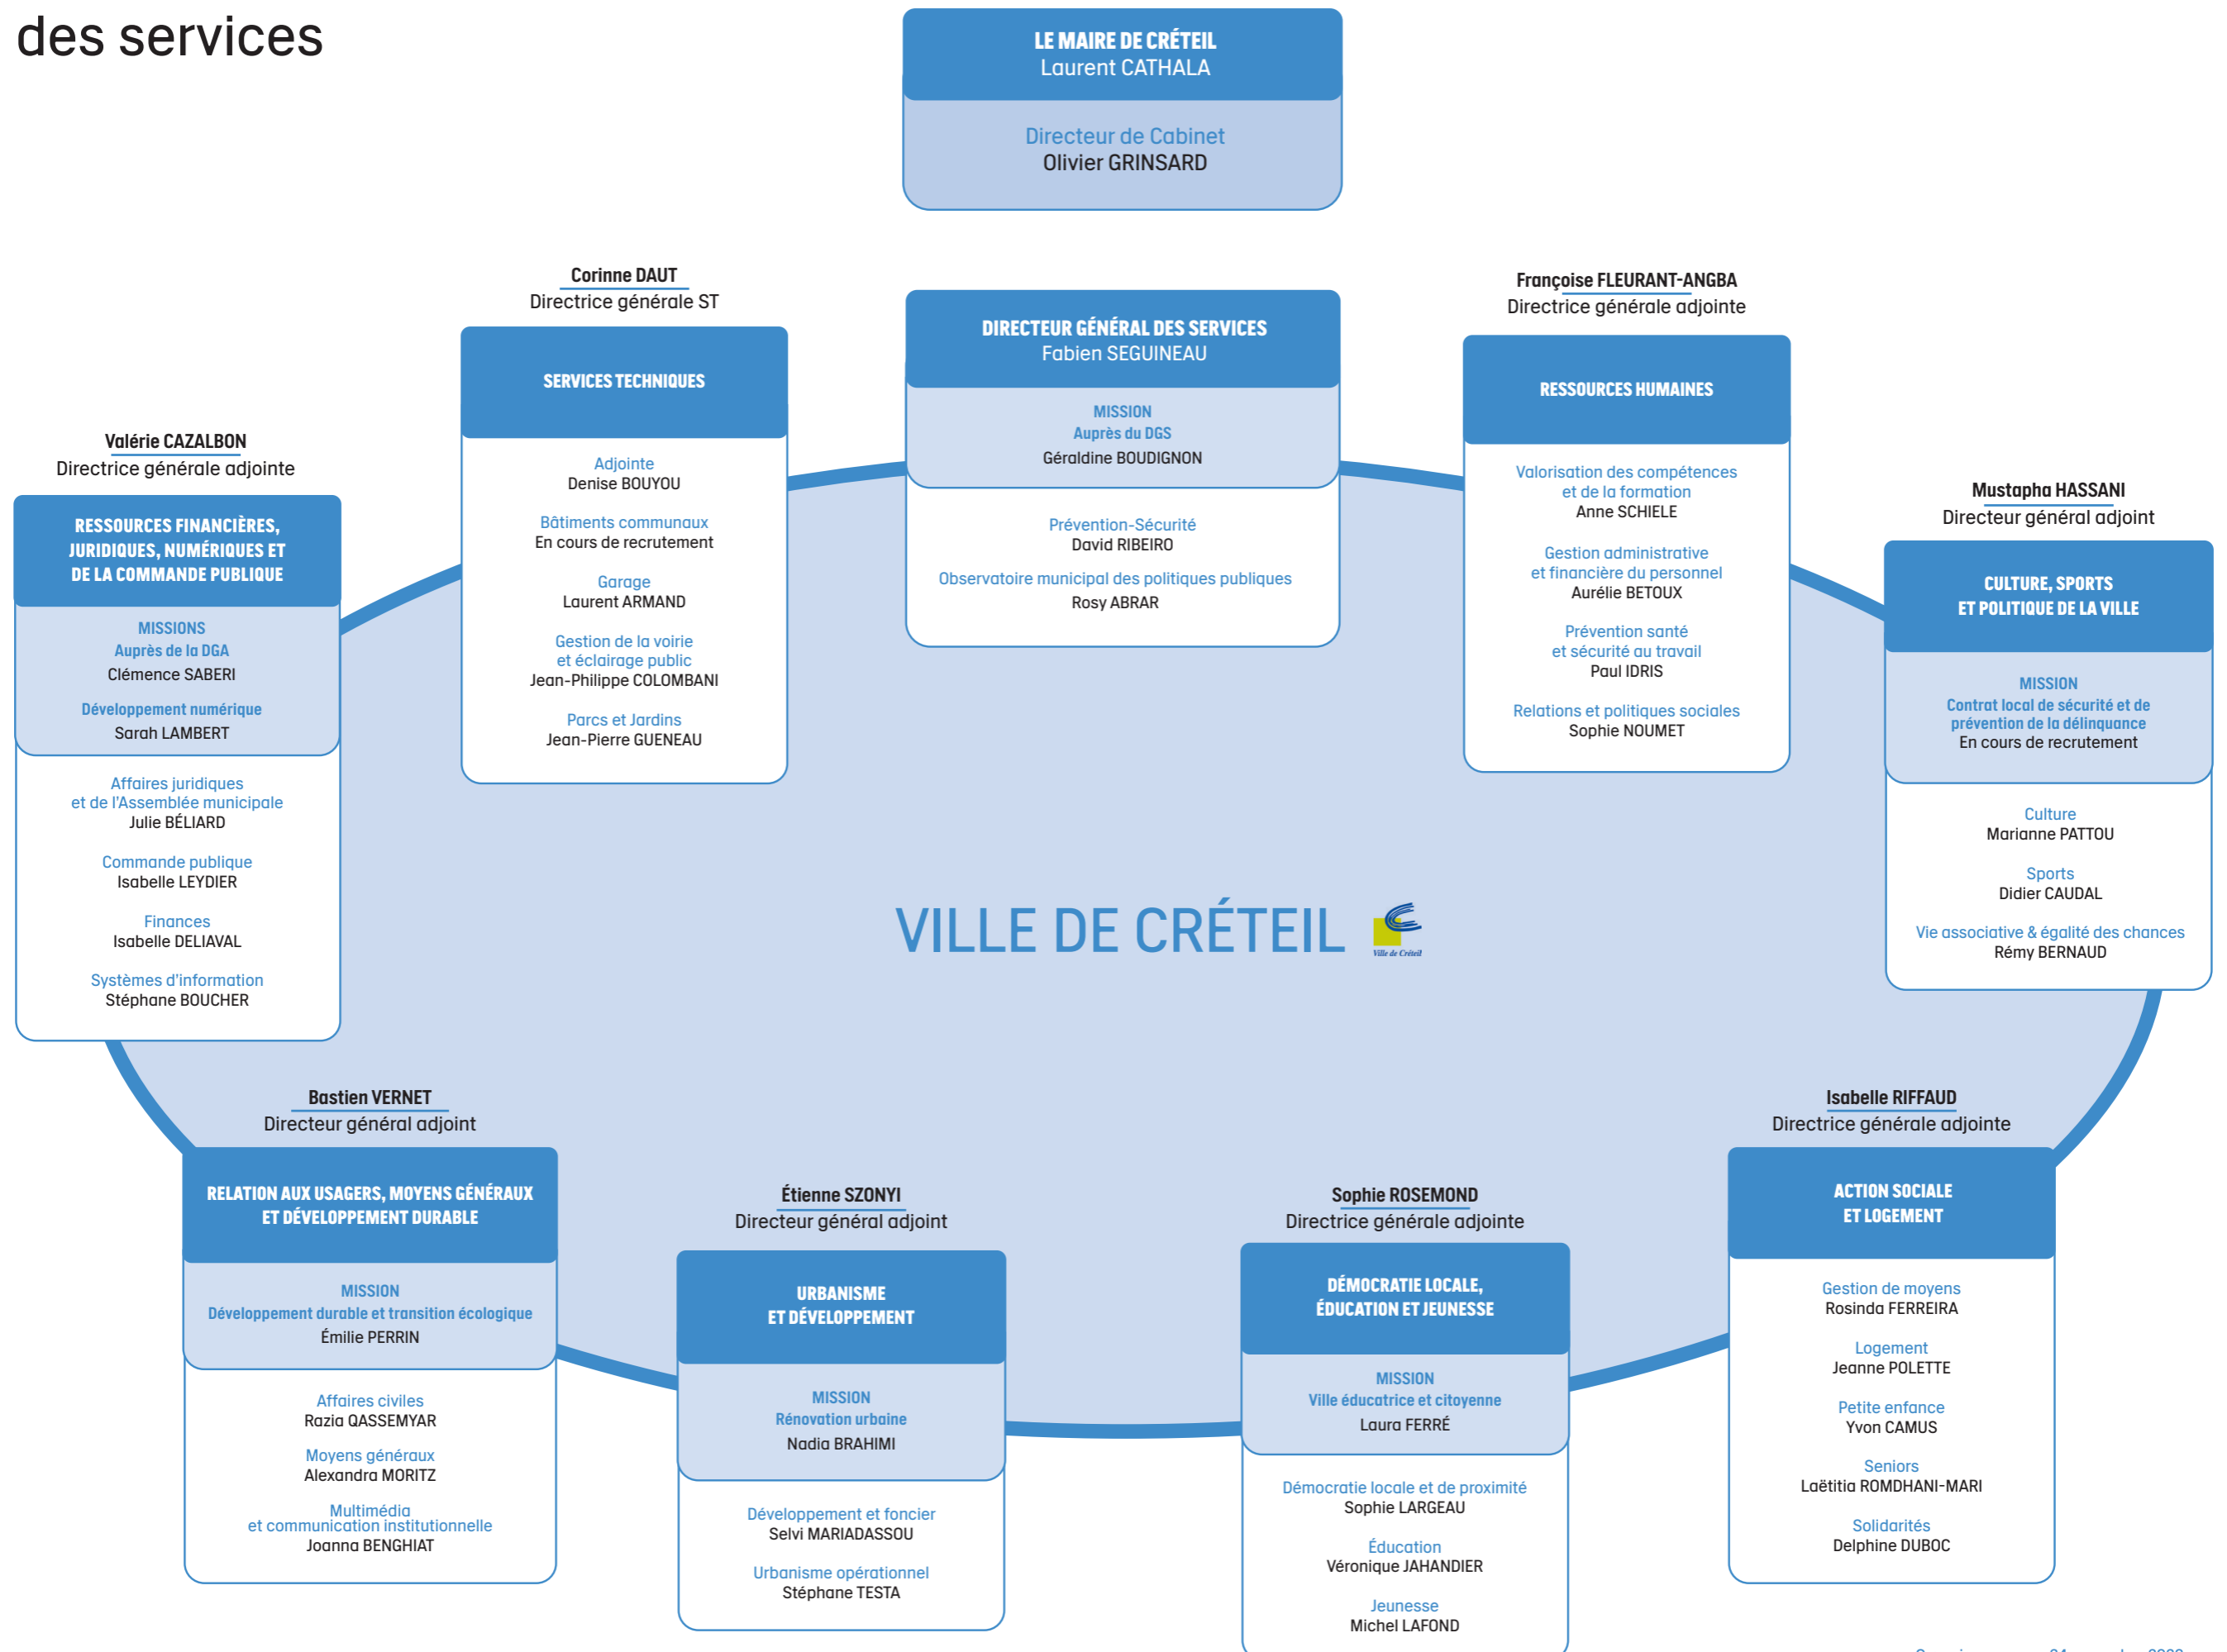 des services
LE MAIRE DE CRÉTEIL
Laurent CATHALA
Directeur de Cabinet
Olivier GRINSARD
Corinne DAUT
Directrice générale ST
SERVICES TECHNIQUES
Adjointe
Denise BOUYOU
Bâtiments communaux
En cours de recrutement
Garage
Laurent ARMAND
Gestion de la voirie
et éclairage public
Jean-Philippe COLOMBANI
Parcs et Jardins
Jean-Pierre GUENEAU
DIRECTEUR GÉNÉRAL DES SERVICES
Fabien SEGUINEAU
MISSION
Auprès du DGS
Géraldine BOUDIGNON
Prévention-Sécurité
David RIBEIRO
Observatoire municipal des politiques publiques
Rosy ABRAR
Françoise FLEURANT-ANGBA
Directrice générale adjointe
RESSOURCES HUMAINES
Valorisation des compétences
et de la formation
Anne SCHIELE
Gestion administrative
et financière du personnel
Aurélie BETOUX
Prévention santé
et sécurité au travail
Paul IDRIS
Relations et politiques sociales
Sophie NOUMET
Valérie CAZALBON
Directrice générale adjointe
RESSOURCES FINANCIÈRES,
JURIDIQUES, NUMÉRIQUES ET
DE LA COMMANDE PUBLIQUE
MISSIONS
Auprès de la DGA
Clémence SABERI
Développement numérique
Sarah LAMBERT
Affaires juridiques
et de l'Assemblée municipale
Julie BÉLIARD
Commande publique
Isabelle LEYDIER
Finances
Isabelle DELIAVAL
Systèmes d'information
Stéphane BOUCHER
Mustapha HASSANI
Directeur général adjoint
CULTURE, SPORTS
ET POLITIQUE DE LA VILLE
MISSION
Contrat local de sécurité et de
prévention de la délinquance
En cours de recrutement
Culture
Marianne PATTOU
Sports
Didier CAUDAL
Vie associative & égalité des chances
Rémy BERNAUD
VILLE DE CRÉTEIL
Ville de Créteil
Bastien VERNET
Directeur général adjoint
RELATION AUX USAGERS, MOYENS GÉNÉRAUX
ET DÉVELOPPEMENT DURABLE
MISSION
Développement durable et transition écologique
Émilie PERRIN
Affaires civiles
Razia QASSEMYAR
Moyens généraux
Alexandra MORITZ
Multimédia
et communication institutionnelle
Joanna BENGHIAT
Étienne SZONYI
Directeur général adjoint
URBANISME
ET DÉVELOPPEMENT
MISSION
Rénovation urbaine
Nadia BRAHIMI
Développement et foncier
Selvi MARIADASSOU
Urbanisme opérationnel
Stéphane TESTA
Sophie ROSEMOND
Directrice générale adjointe
DÉMOCRATIE LOCALE,
ÉDUCATION ET JEUNESSE
MISSION
Ville éducatrice et citoyenne
Laura FERRÉ
Démocratie locale et de proximité
Sophie LARGEAU
Éducation
Véronique JAHANDIER
Jeunesse
Michel LAFOND
Isabelle RIFFAUD
Directrice générale adjointe
ACTION SOCIALE
ET LOGEMENT
Gestion de moyens
Rosinda FERREIRA
Logement
Jeanne POLETTE
Petite enfance
Yvon CAMUS
Seniors
Laëtitia ROMDHANI-MARI
Solidarités
Delphine DUBOC